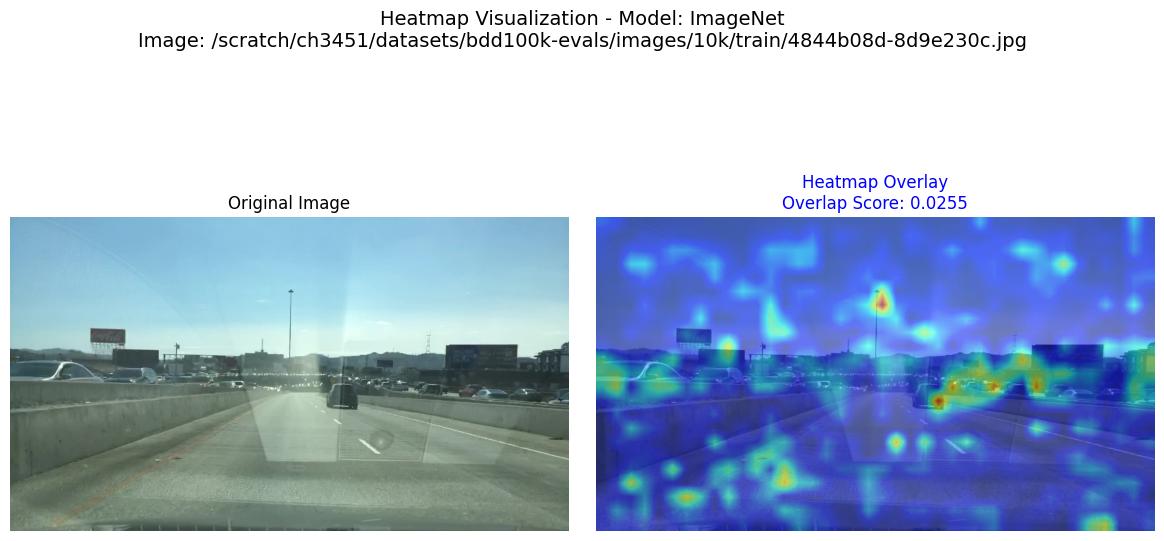 Heatmap Visualization - Model: ImageNet
Image: /scratch/ch3451/datasets/bdd100k-evals/images/10k/train/4844b08d-8d9e230c.jpg
Original Image
Heatmap Overlay
Overlap Score: 0.0255